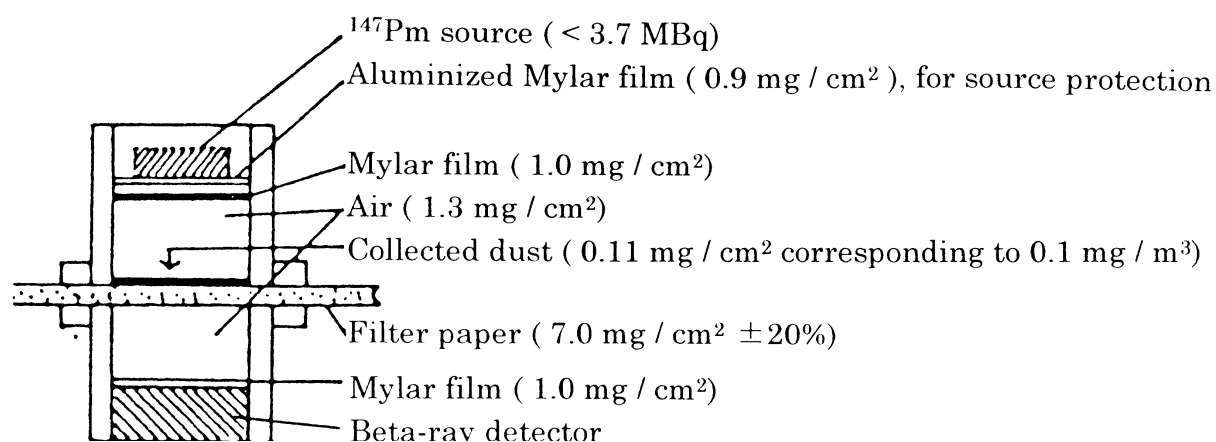 ¹⁴⁷Pm source ( < 3.7 MBq)
Aluminized Mylar film ( 0.9 mg / cm² ), for source protection
Mylar film ( 1.0 mg / cm²)
Air ( 1.3 mg / cm²)
Collected dust ( 0.11 mg / cm² corresponding to 0.1 mg / m³)
Filter paper ( 7.0 mg / cm² ±20%)
Mylar film ( 1.0 mg / cm²)
Beta-ray detector